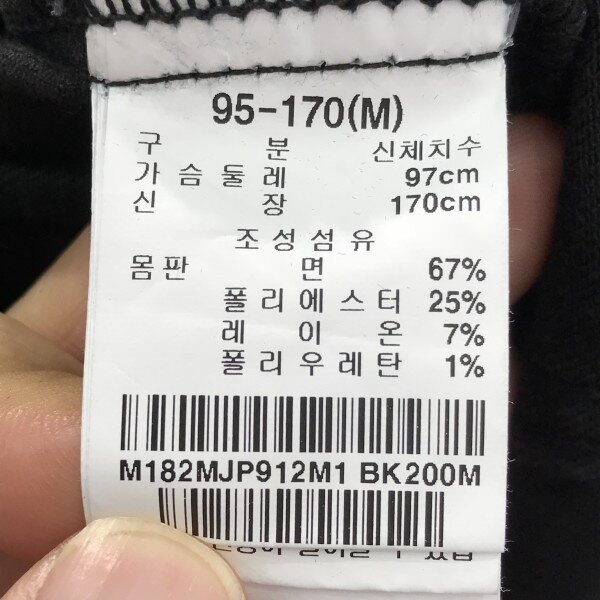 95-170(M)
구 분 신체치수
가 슴 둘 레 97cm
신 장 170cm
조 성 섬 유
몸 판 면 67%
폴 리 에 스 터 25%
레 이 온 7%
폴 리 우 레 탄 1%
M182MJP912M1 BK200M